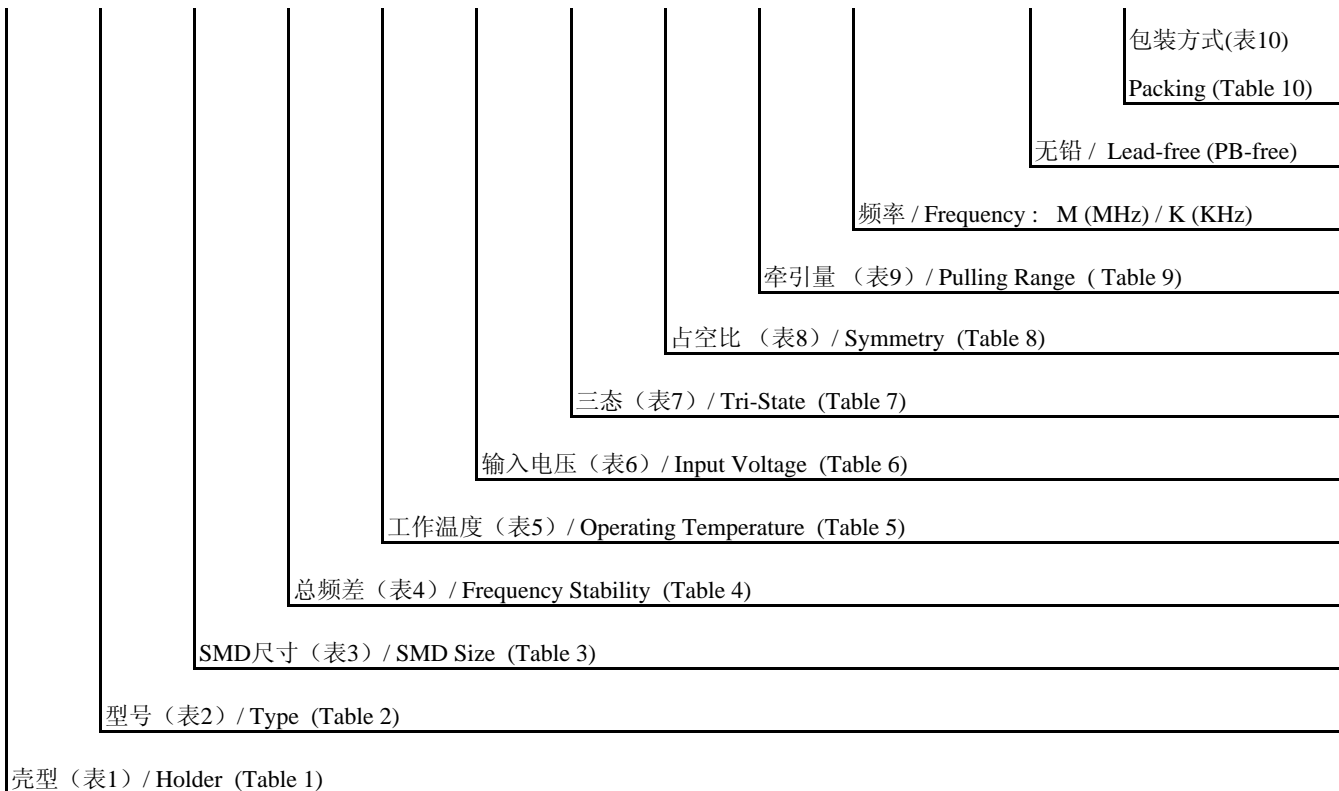 包装方式(表10)
Packing (Table 10)
无铅 / Lead-free (PB-free)
频率 / Frequency : M (MHz) / K (KHz)
牵引量 （表9）/ Pulling Range ( Table 9)
占空比 （表8）/ Symmetry (Table 8)
三态（表7）/ Tri-State (Table 7)
输入电压（表6）/ Input Voltage (Table 6)
工作温度（表5）/ Operating Temperature (Table 5)
总频差（表4）/ Frequency Stability (Table 4)
SMD尺寸（表3）/ SMD Size (Table 3)
型号（表2）/ Type (Table 2)
壳型（表1）/ Holder (Table 1)